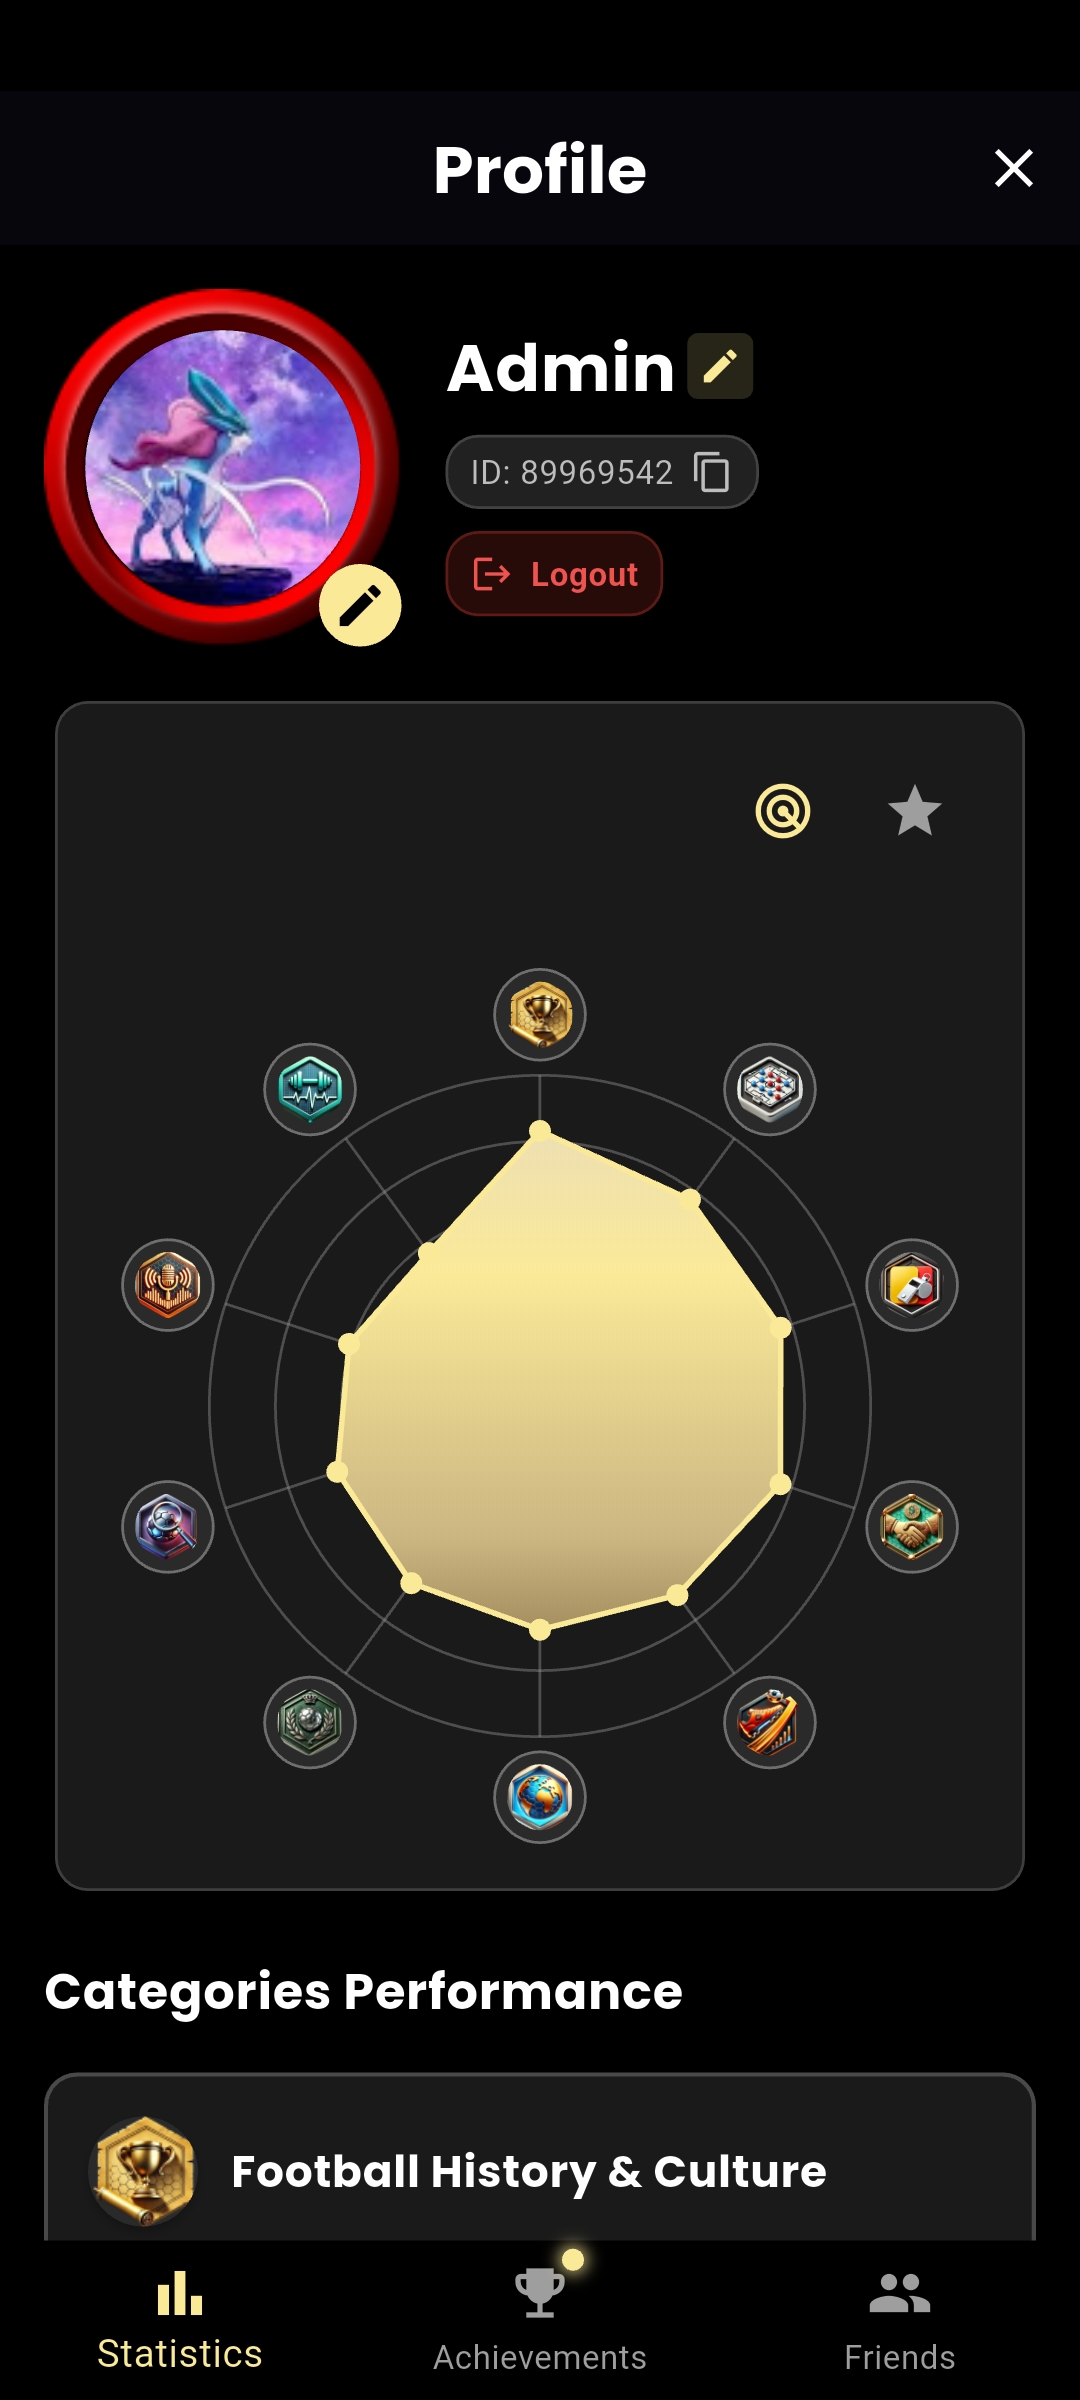 Profile
Admin
ID: 89969542
Logout
Categories Performance
Football History & Culture
Statistics
Achievements
Friends